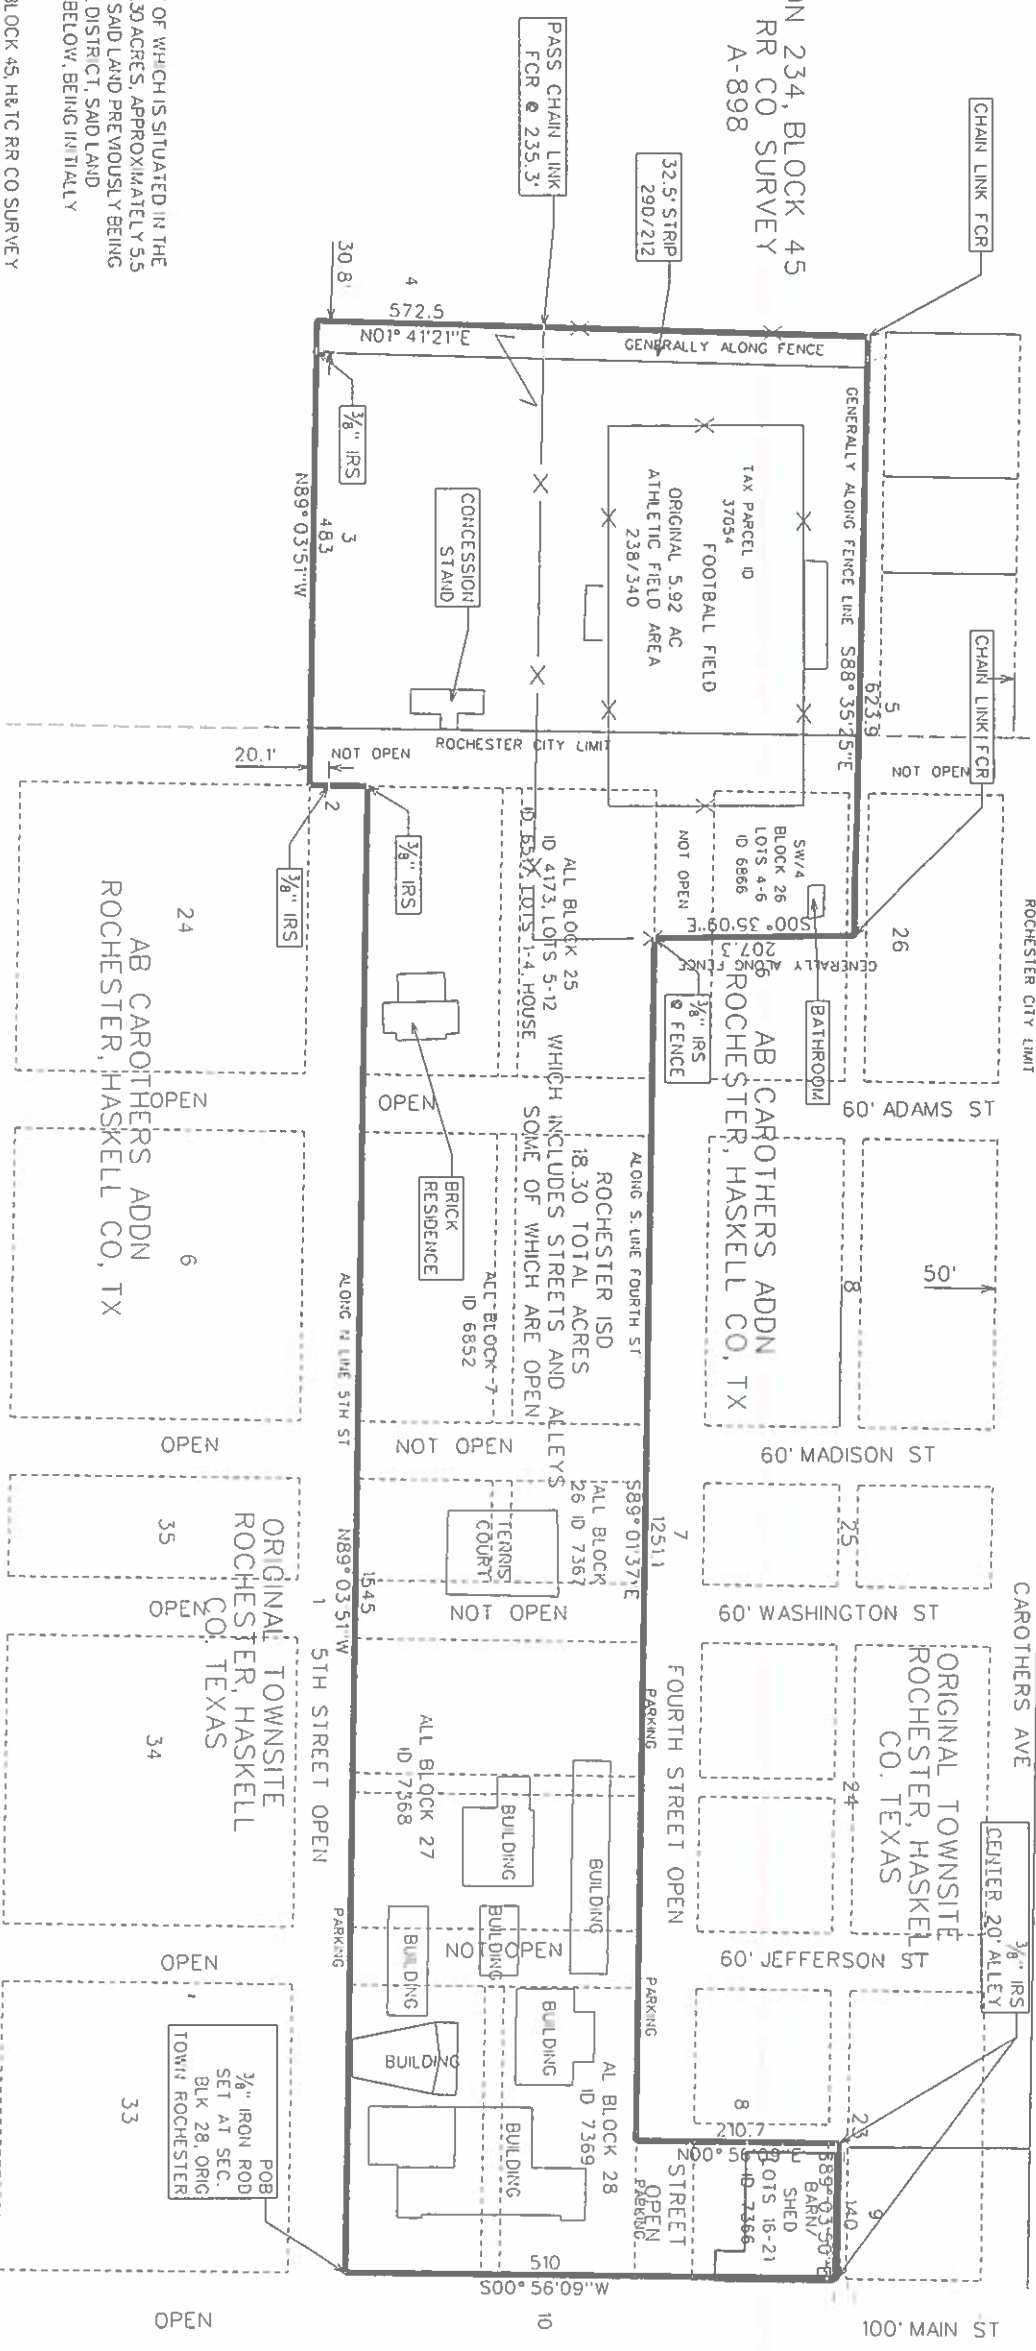 ON 234, BLOCK 45
RR CO SURVEY
A-898
CHAIN LINK FCR
PASS CHAIN LINK
FCR @ 235.3'
32.5' STRIP
290/212
OF WHICH IS SITUATED IN THE
.30 ACRES, APPROXIMATELY 5.5
SAID LAND PREVIOUSLY BEING
DISTRICT, SAID LAND
BELOW, BEING INITIALLY
BLOCK 45, H&TC RR CO SURVEY
30.8'
4
572.5
N01° 41'21"E
GENERALLY ALONG FENCE
GENERALLY ALONG FENCE LINE S88° 35'25"E
5
623.9
CHAIN LINK FCR
NOT OPEN
ROCHESTER CITY LIMIT
TAX PARCEL ID
37054
FOOTBALL FIELD
ORIGINAL 5.92 AC
ATHLETIC FIELD AREA
238/340
CONCESSION
STAND
3/8" IRS
3
483
N89° 03'51"W
ROCHESTER CITY LIMIT
NOT OPEN
20.1'
2
3/8" IRS
3/8" IRS
SW/4
BLOCK 26
LOTS 4-6
ID 6866
NOT OPEN
S00° 35'09"E
207.3
6
GENERALLY ALONG FENCE
BATHROOM
3/8" IRS
@ FENCE
26
60' ADAMS ST
AB CAROTHERS ADDN
ROCHESTER, HASKELL CO, TX
8
50'
ALL BLOCK 25
ID 4173, LOTS 5-12 WHICH INCLUDES STREETS AND ALLEYS
LOTS 1-4, HOUSE SOME OF WHICH ARE OPEN
ROCHESTER ISD
18.30 TOTAL ACRES
ALONG S. LINE FOURTH ST
OPEN
BRICK
RESIDENCE
ALL BLOCK 7
ID 6852
24
AB CAROTHERS ADDN
ROCHESTER, HASKELL CO, TX
OPEN
6
ALONG N LINE 5TH ST
NOT OPEN
OPEN
60' MADISON ST
S89° 01'37"E
7
1251.1
ALL BLOCK
26 ID 7367
TENNIS
COURT
NOT OPEN
25
60' WASHINGTON ST
CAROTHERS AVE
35
OPEN
N89° 03'51"W
1545
1
5TH STREET OPEN
ORIGINAL TOWNSITE
ROCHESTER, HASKELL
CO. TEXAS
34
ORIGINAL TOWNSITE
ROCHESTER, HASKELL
CO. TEXAS
24
FOURTH STREET OPEN
PARKING
ALL BLOCK 27
ID 7368
BUILDING
BUILDING
BUILDING
BUILDING
NOT OPEN
60' JEFFERSON ST
OPEN
PARKING
PARKING
3/8" IRS
CENTER 20' ALLEY
BUILDING
BUILDING
BUILDING
AL BLOCK 28
ID 7369
8
210.7
N00° 56'09"E
23
S89° 03'50"E
140
9
BARN/
SHED
LOTS 16-21
ID 7366
STREET
OPEN
PARKING
33
POB
3/8" IRON ROD
SET AT SEC.
BLK 28, ORIG
TOWN ROCHESTER
510
S00° 56'09"W
10
OPEN
100' MAIN ST